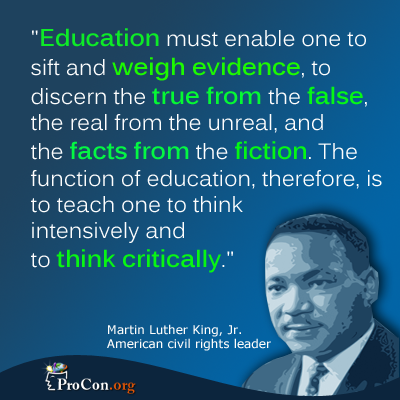 "Education must enable one to
sift and weigh evidence, to
discern the true from the false,
the real from the unreal, and
the facts from the fiction. The
function of education, therefore, is
to teach one to think
intensively and
to think critically."
Martin Luther King, Jr.
American civil rights leader
ProCon.org